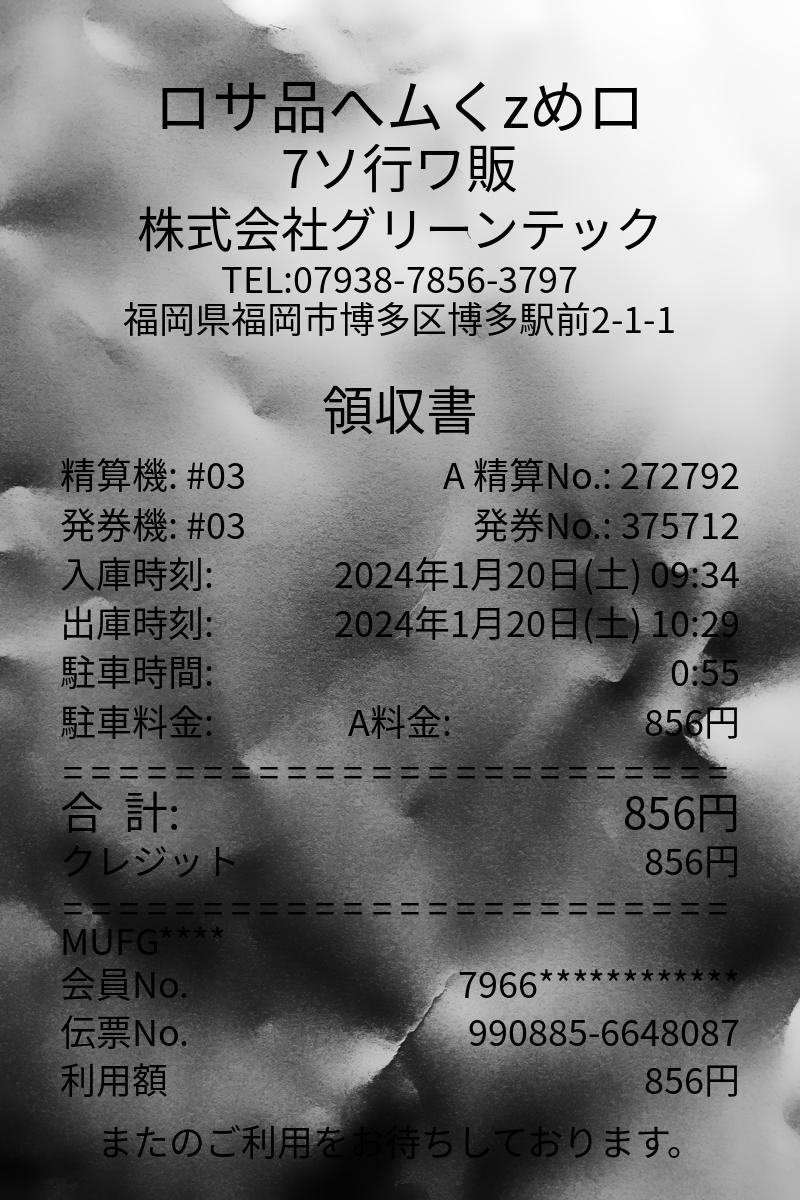 ロサ品へムくzめロ
7ソ行ワ販
株式会社グリーンテック
TEL:07938-7856-3797
福岡県福岡市博多区博多駅前2-1-1
領収書
精算機: #03 A 精算No.: 272792
発券機: #03 発券No.: 375712
入庫時刻: 2024年1月20日(土) 09:34
出庫時刻: 2024年1月20日(土) 10:29
駐車時間: 0:55
駐車料金: A料金: 856円
========================
合 計: 856円
クレジット 856円
========================
MUFG****
会員No. 7966************
伝票No. 990885-6648087
利用額 856円
またのご利用をお待ちしております。